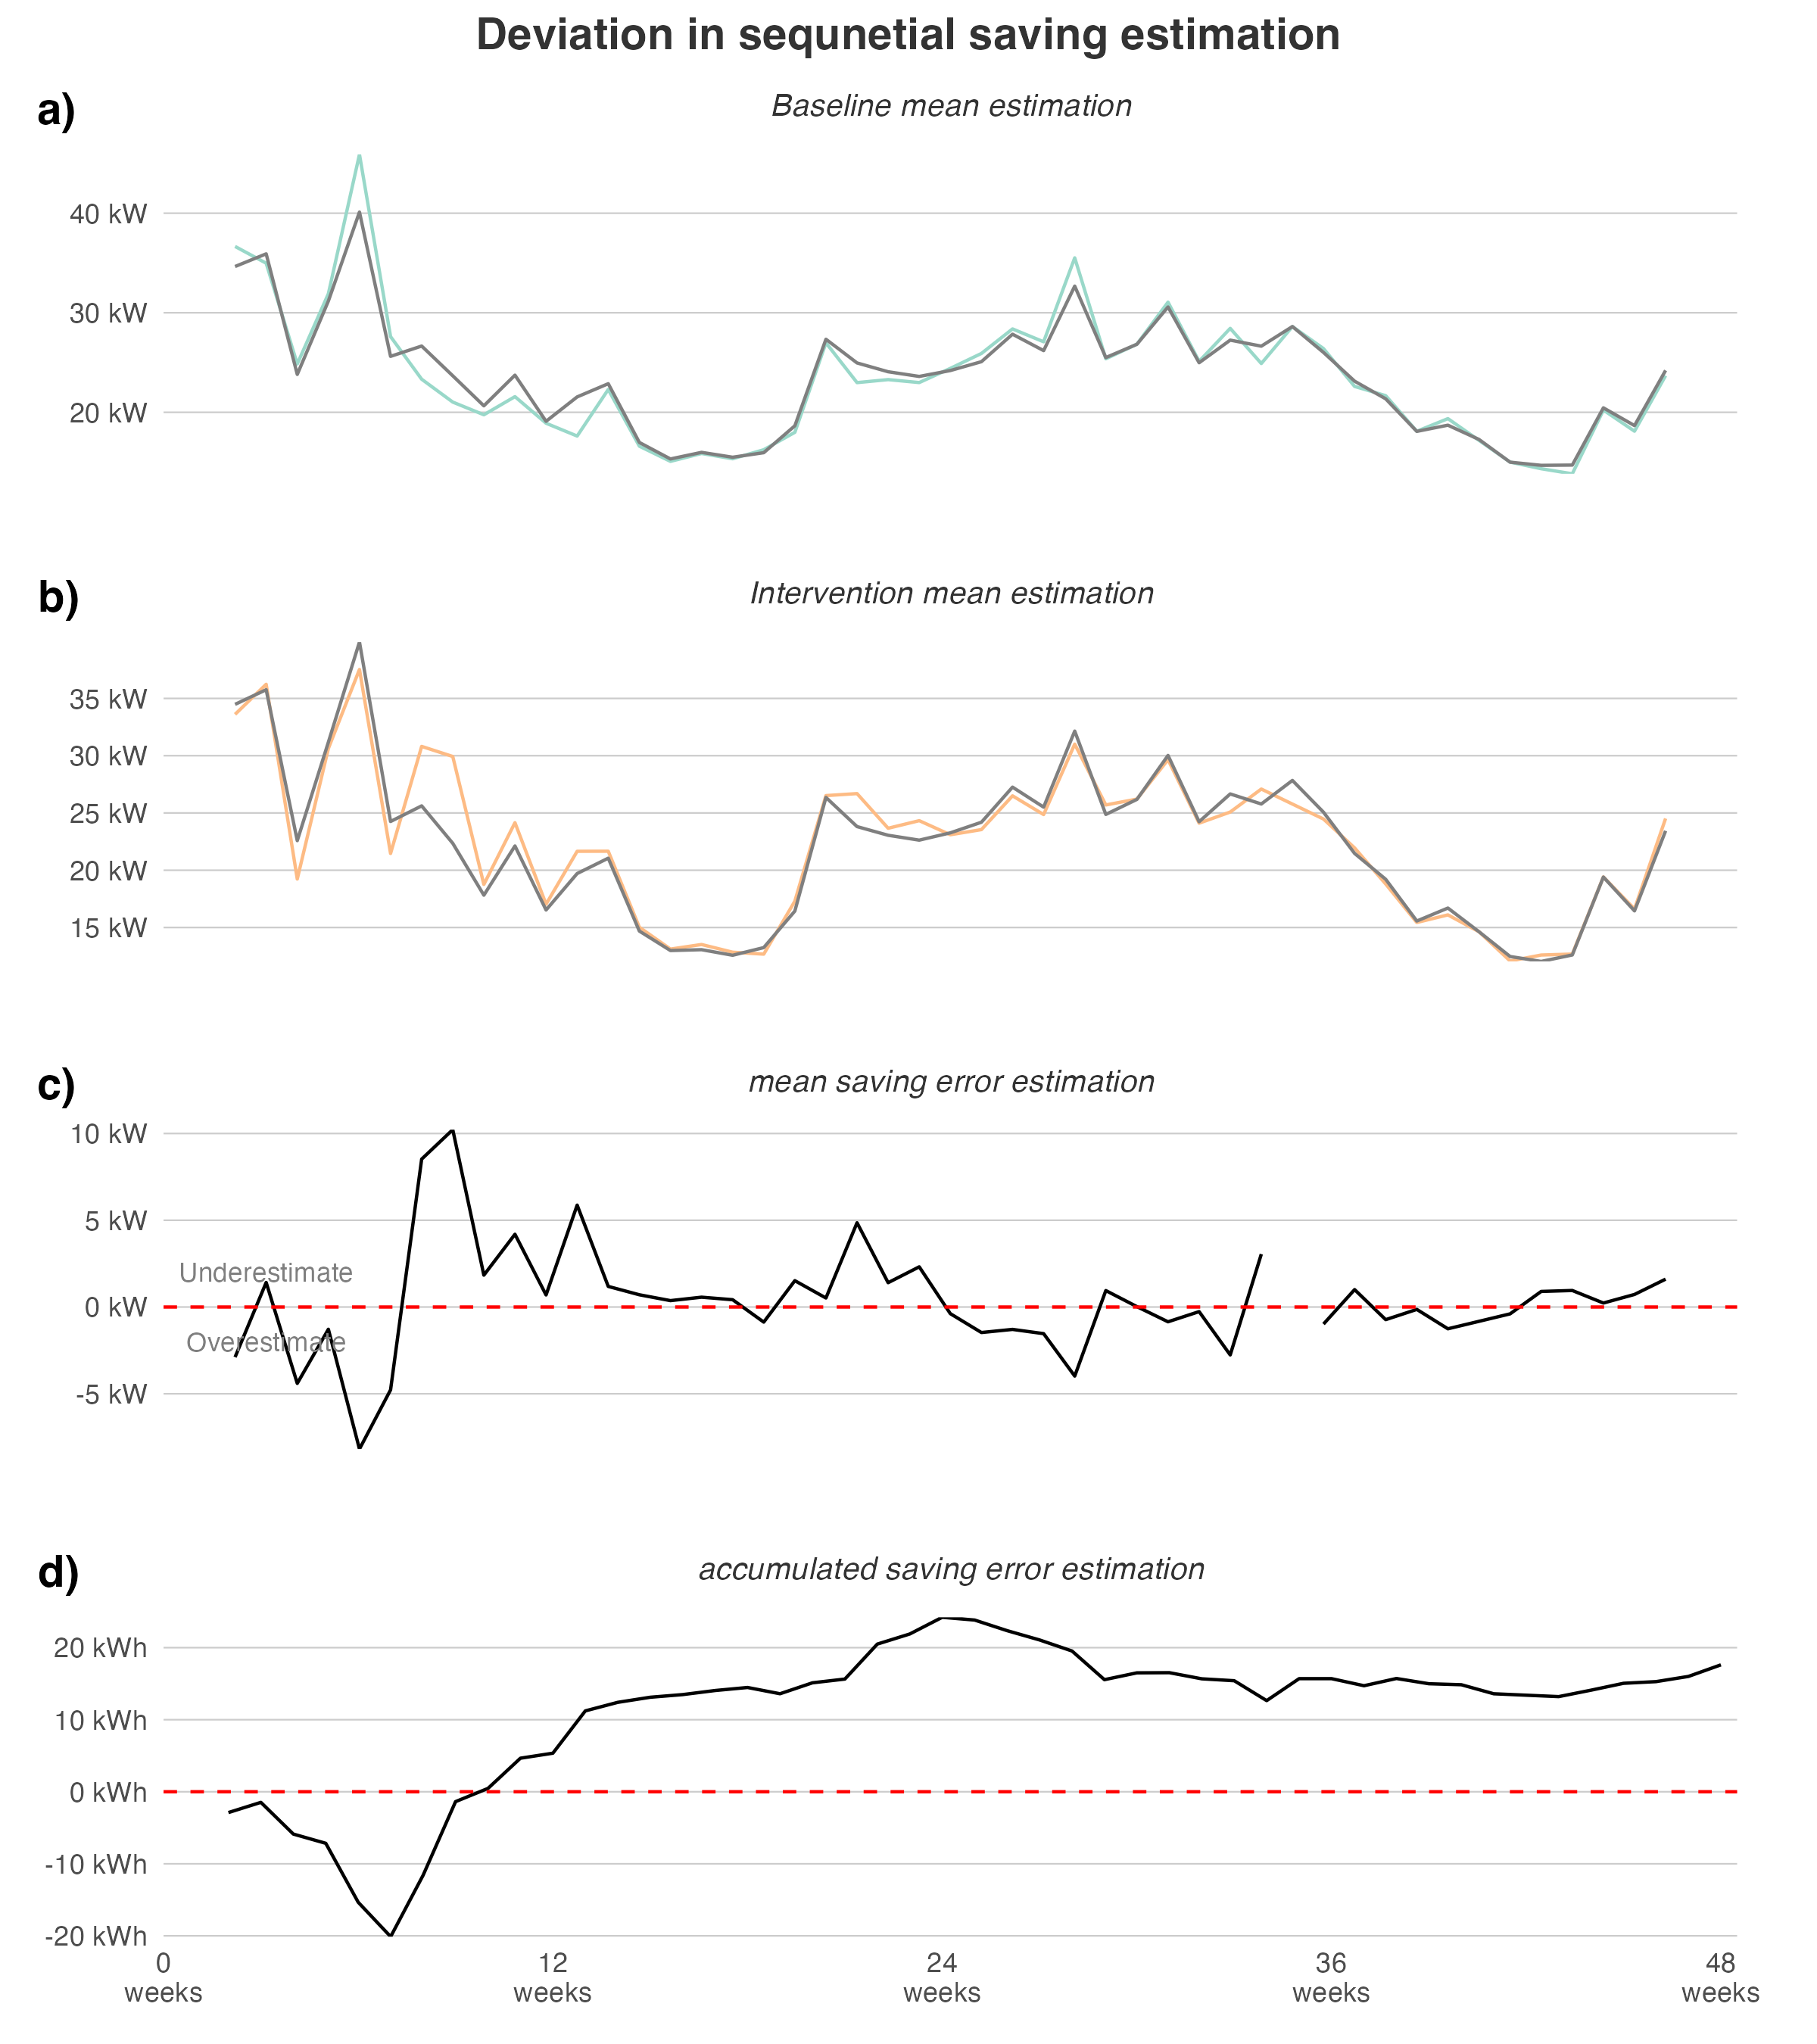 Deviation in sequnetial saving estimation
a)
Baseline mean estimation
40 kW
30 kW
20 kW
b)
Intervention mean estimation
35 kW
30 kW
25 kW
20 kW
15 kW
c)
mean saving error estimation
10 kW
5 kW
Underestimate
0 kW
Overestimate
-5 kW
d)
accumulated saving error estimation
20 kWh
10 kWh
0 kWh
-10 kWh
-20 kWh
0 12 24 36 48
weeks weeks weeks weeks weeks